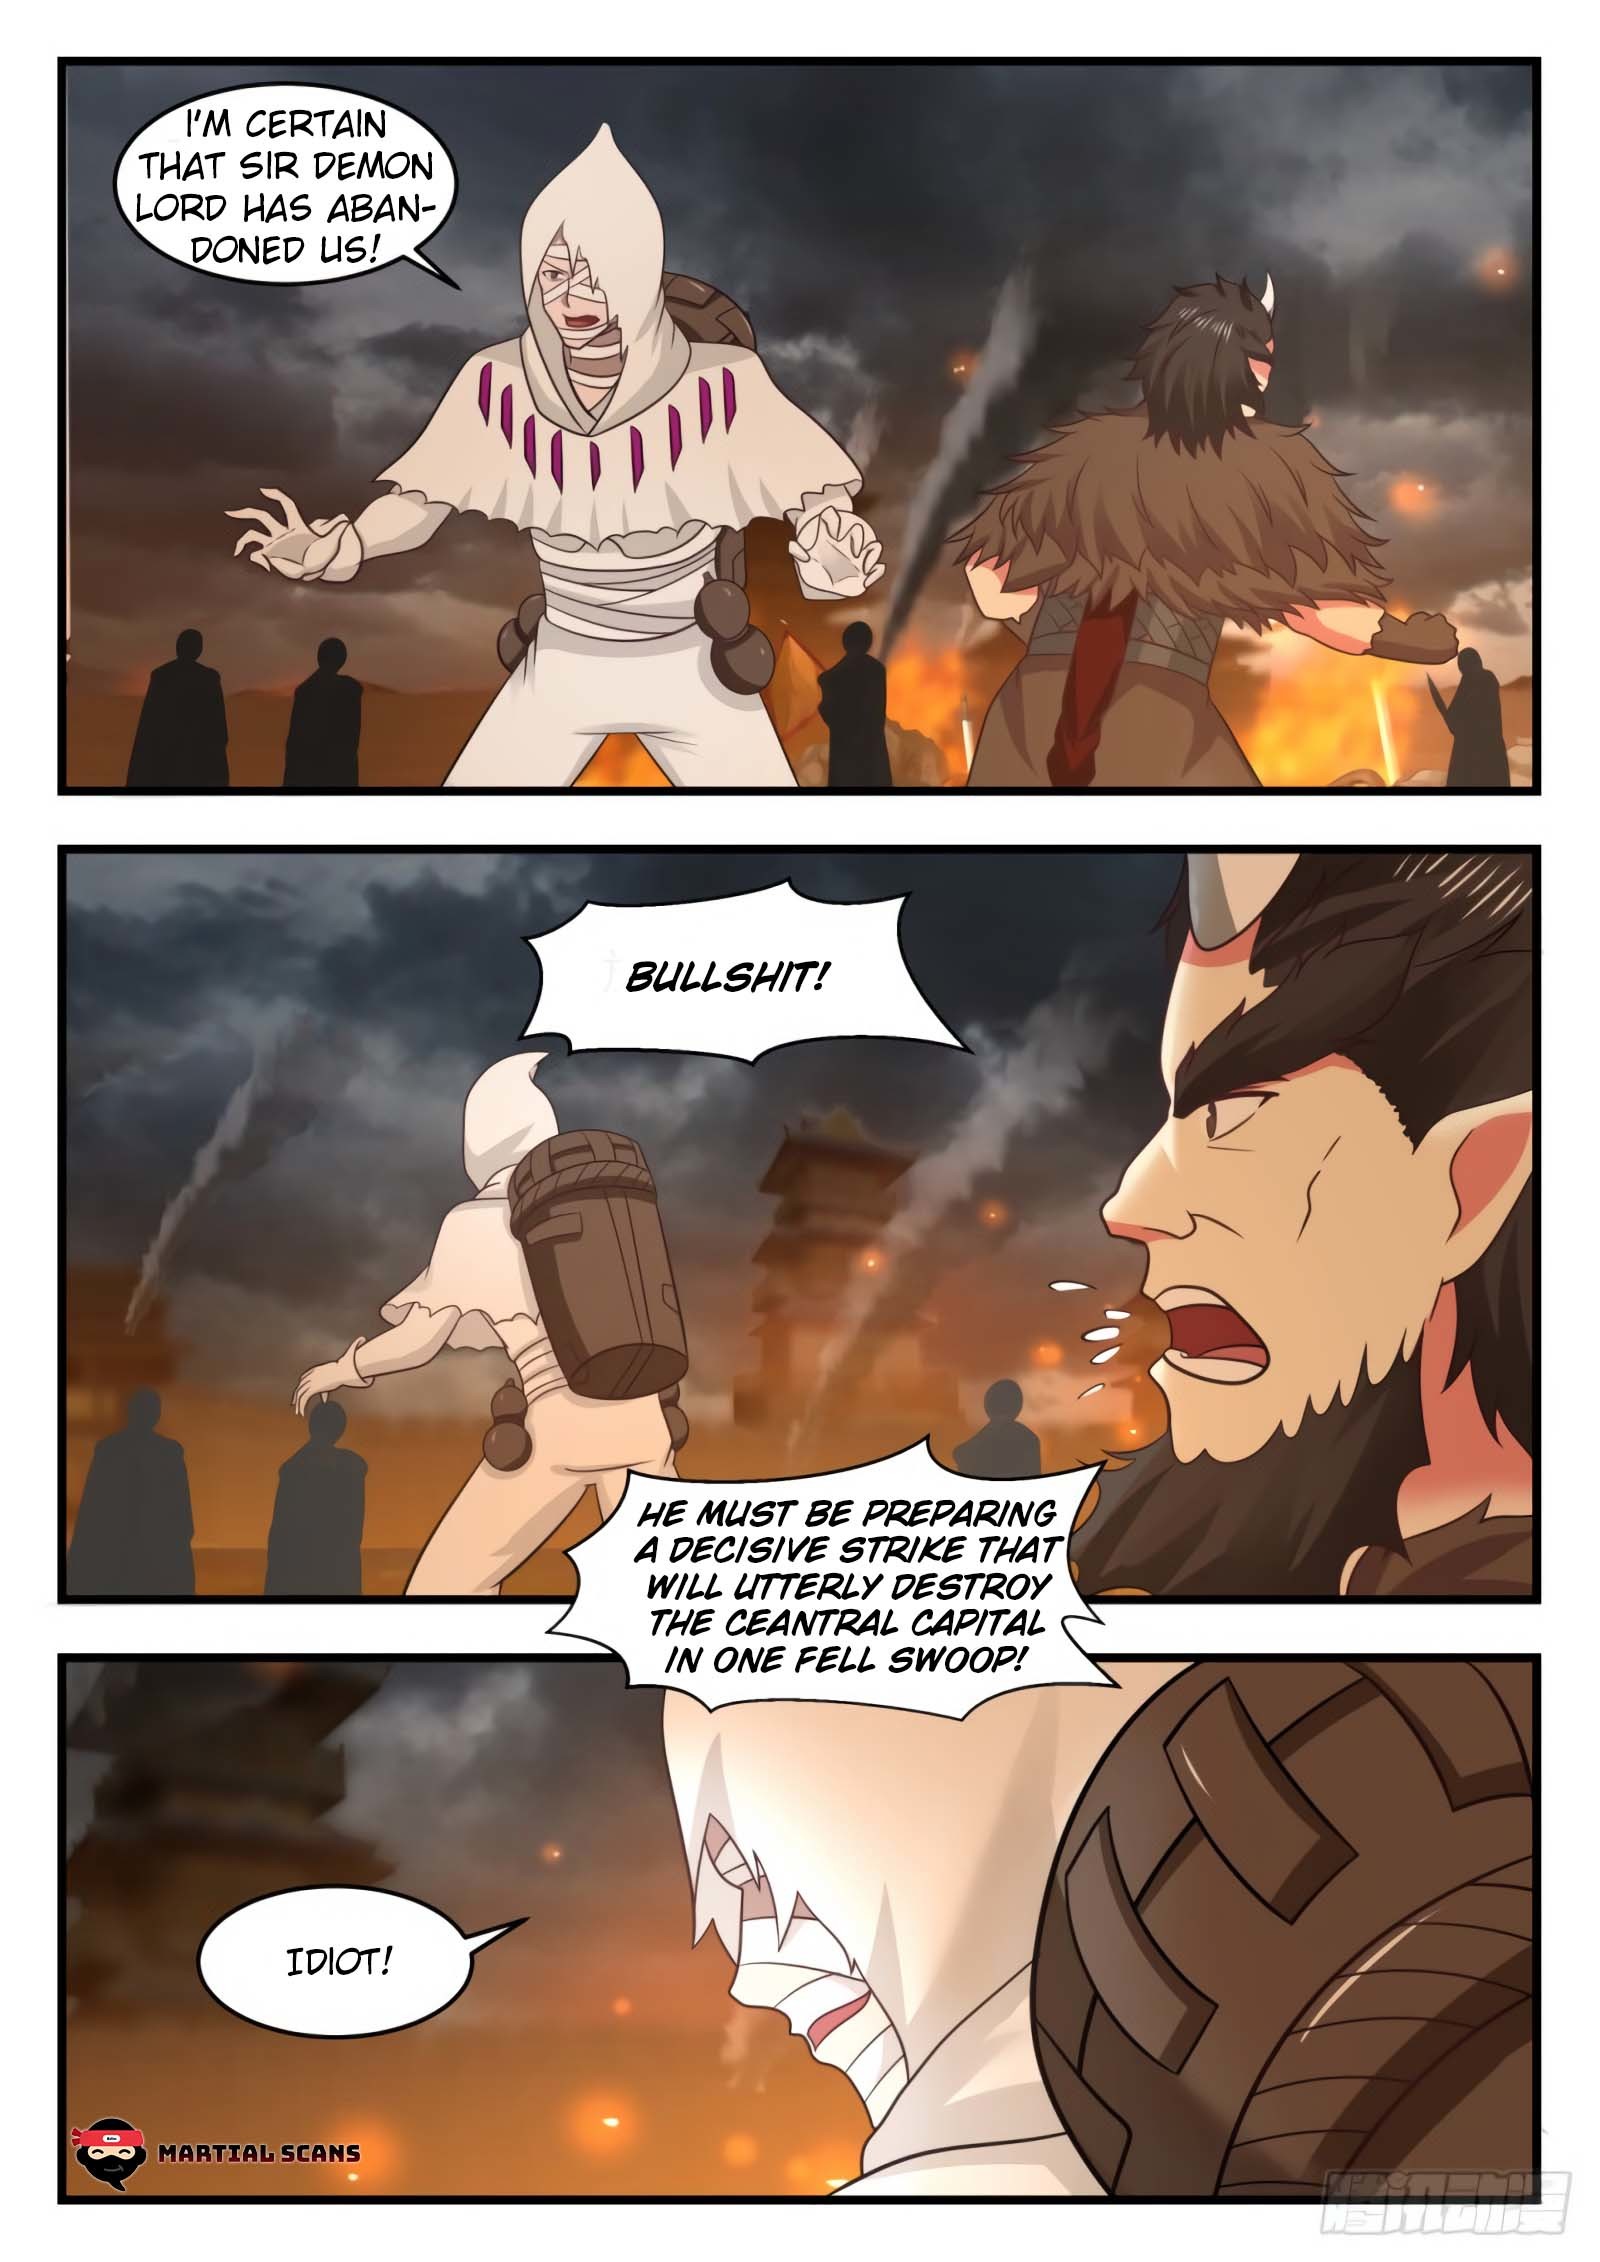 I'M CERTAIN
THAT SIR DEMON
LORD HAS ABAN-
DONED US!
BULLSHIT!
HE MUST BE PREPARING
A DECISIVE STRIKE THAT
WILL UTTERLY DESTROY
THE CEANTRAL CAPITAL
IN ONE FELL SWOOP!
IDIOT!
MARTIAL SCANS